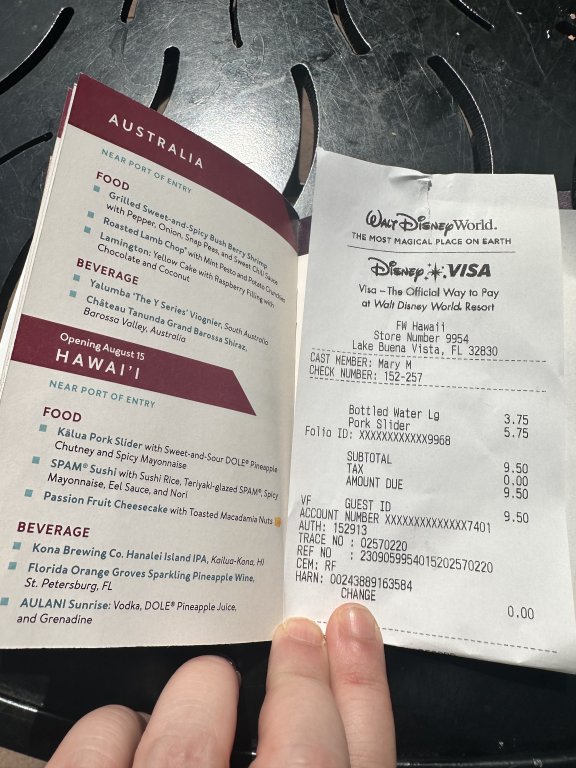 AUSTRALIA
NEAR PORT OF ENTRY
FOOD
Grilled Sweet-and-Spicy Bush Berry Shrimp
with Pepper, Onion, Snap Peas, and Sweet Chili Sauce
Roasted Lamb Chop* with Mint Pesto and Potato Crunchies
Lamington: Yellow Cake with Raspberry Filling with
Chocolate and Coconut
BEVERAGE
Yalumba 'The Y Series' Viognier, South Australia
Château Tanunda Grand Barossa Shiraz,
Barossa Valley, Australia
Opening August 15
HAWAI'I
NEAR PORT OF ENTRY
FOOD
Kālua Pork Slider with Sweet-and-Sour DOLE® Pineapple
Chutney and Spicy Mayonnaise
SPAM® Sushi with Sushi Rice, Teriyaki-glazed SPAM®, Spicy
Mayonnaise, Eel Sauce, and Nori
Passion Fruit Cheesecake with Toasted Macadamia Nuts
BEVERAGE
Kona Brewing Co. Hanalei Island IPA, Kailua-Kona, HI
Florida Orange Groves Sparkling Pineapple Wine,
St. Petersburg, FL
AULANI Sunrise: Vodka, DOLE® Pineapple Juice,
and Grenadine
Walt Disney World.
THE MOST MAGICAL PLACE ON EARTH
Disney VISA
Visa – The Official Way to Pay
at Walt Disney World Resort
FW Hawaii
Store Number 9954
Lake Buena Vista, FL 32830
CAST MEMBER: Mary M
CHECK NUMBER: 152-257
Bottled Water Lg 3.75
Pork Slider 5.75
Folio ID: XXXXXXXXXXXX9968
SUBTOTAL 9.50
TAX 0.00
AMOUNT DUE 9.50
VF GUEST ID
ACCOUNT NUMBER XXXXXXXXXXXXXX7401 9.50
AUTH: 152913
TRACE NO : 02570220
REF NO : 230905995401520257​0220
CEM: RF
HARN: 00243889163584
CHANGE 0.00